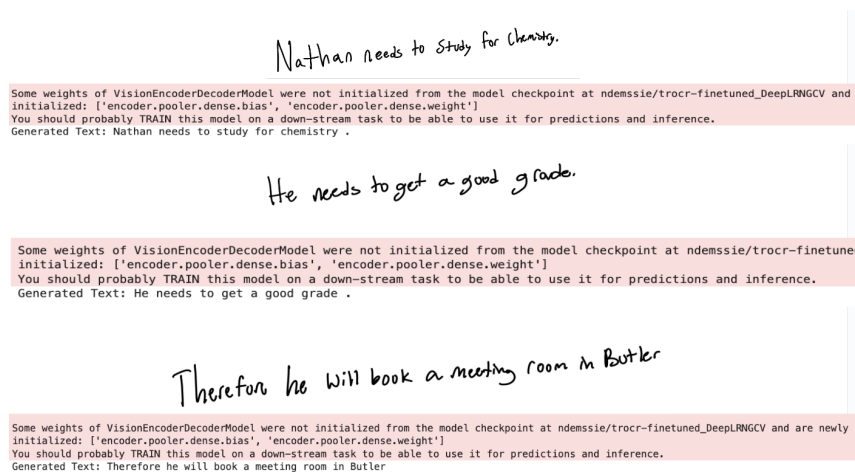 Nathan needs to study for Chemistry.
Some weights of VisionEncoderDecoderModel were not initialized from the model checkpoint at ndemssie/trocr-finetuned_DeepLRNGCV and
initialized: ['encoder.pooler.dense.bias', 'encoder.pooler.dense.weight']
You should probably TRAIN this model on a down-stream task to be able to use it for predictions and inference.
Generated Text: Nathan needs to study for chemistry .
He needs to get a good grade.
Some weights of VisionEncoderDecoderModel were not initialized from the model checkpoint at ndemssie/trocr-finetune
initialized: ['encoder.pooler.dense.bias', 'encoder.pooler.dense.weight']
You should probably TRAIN this model on a down-stream task to be able to use it for predictions and inference.
Generated Text: He needs to get a good grade .
Therefore he will book a meeting room in Butler
Some weights of VisionEncoderDecoderModel were not initialized from the model checkpoint at ndemssie/trocr-finetuned_DeepLRNGCV and are newly
initialized: ['encoder.pooler.dense.bias', 'encoder.pooler.dense.weight']
You should probably TRAIN this model on a down-stream task to be able to use it for predictions and inference.
Generated Text: Therefore he will book a meeting room in Butler